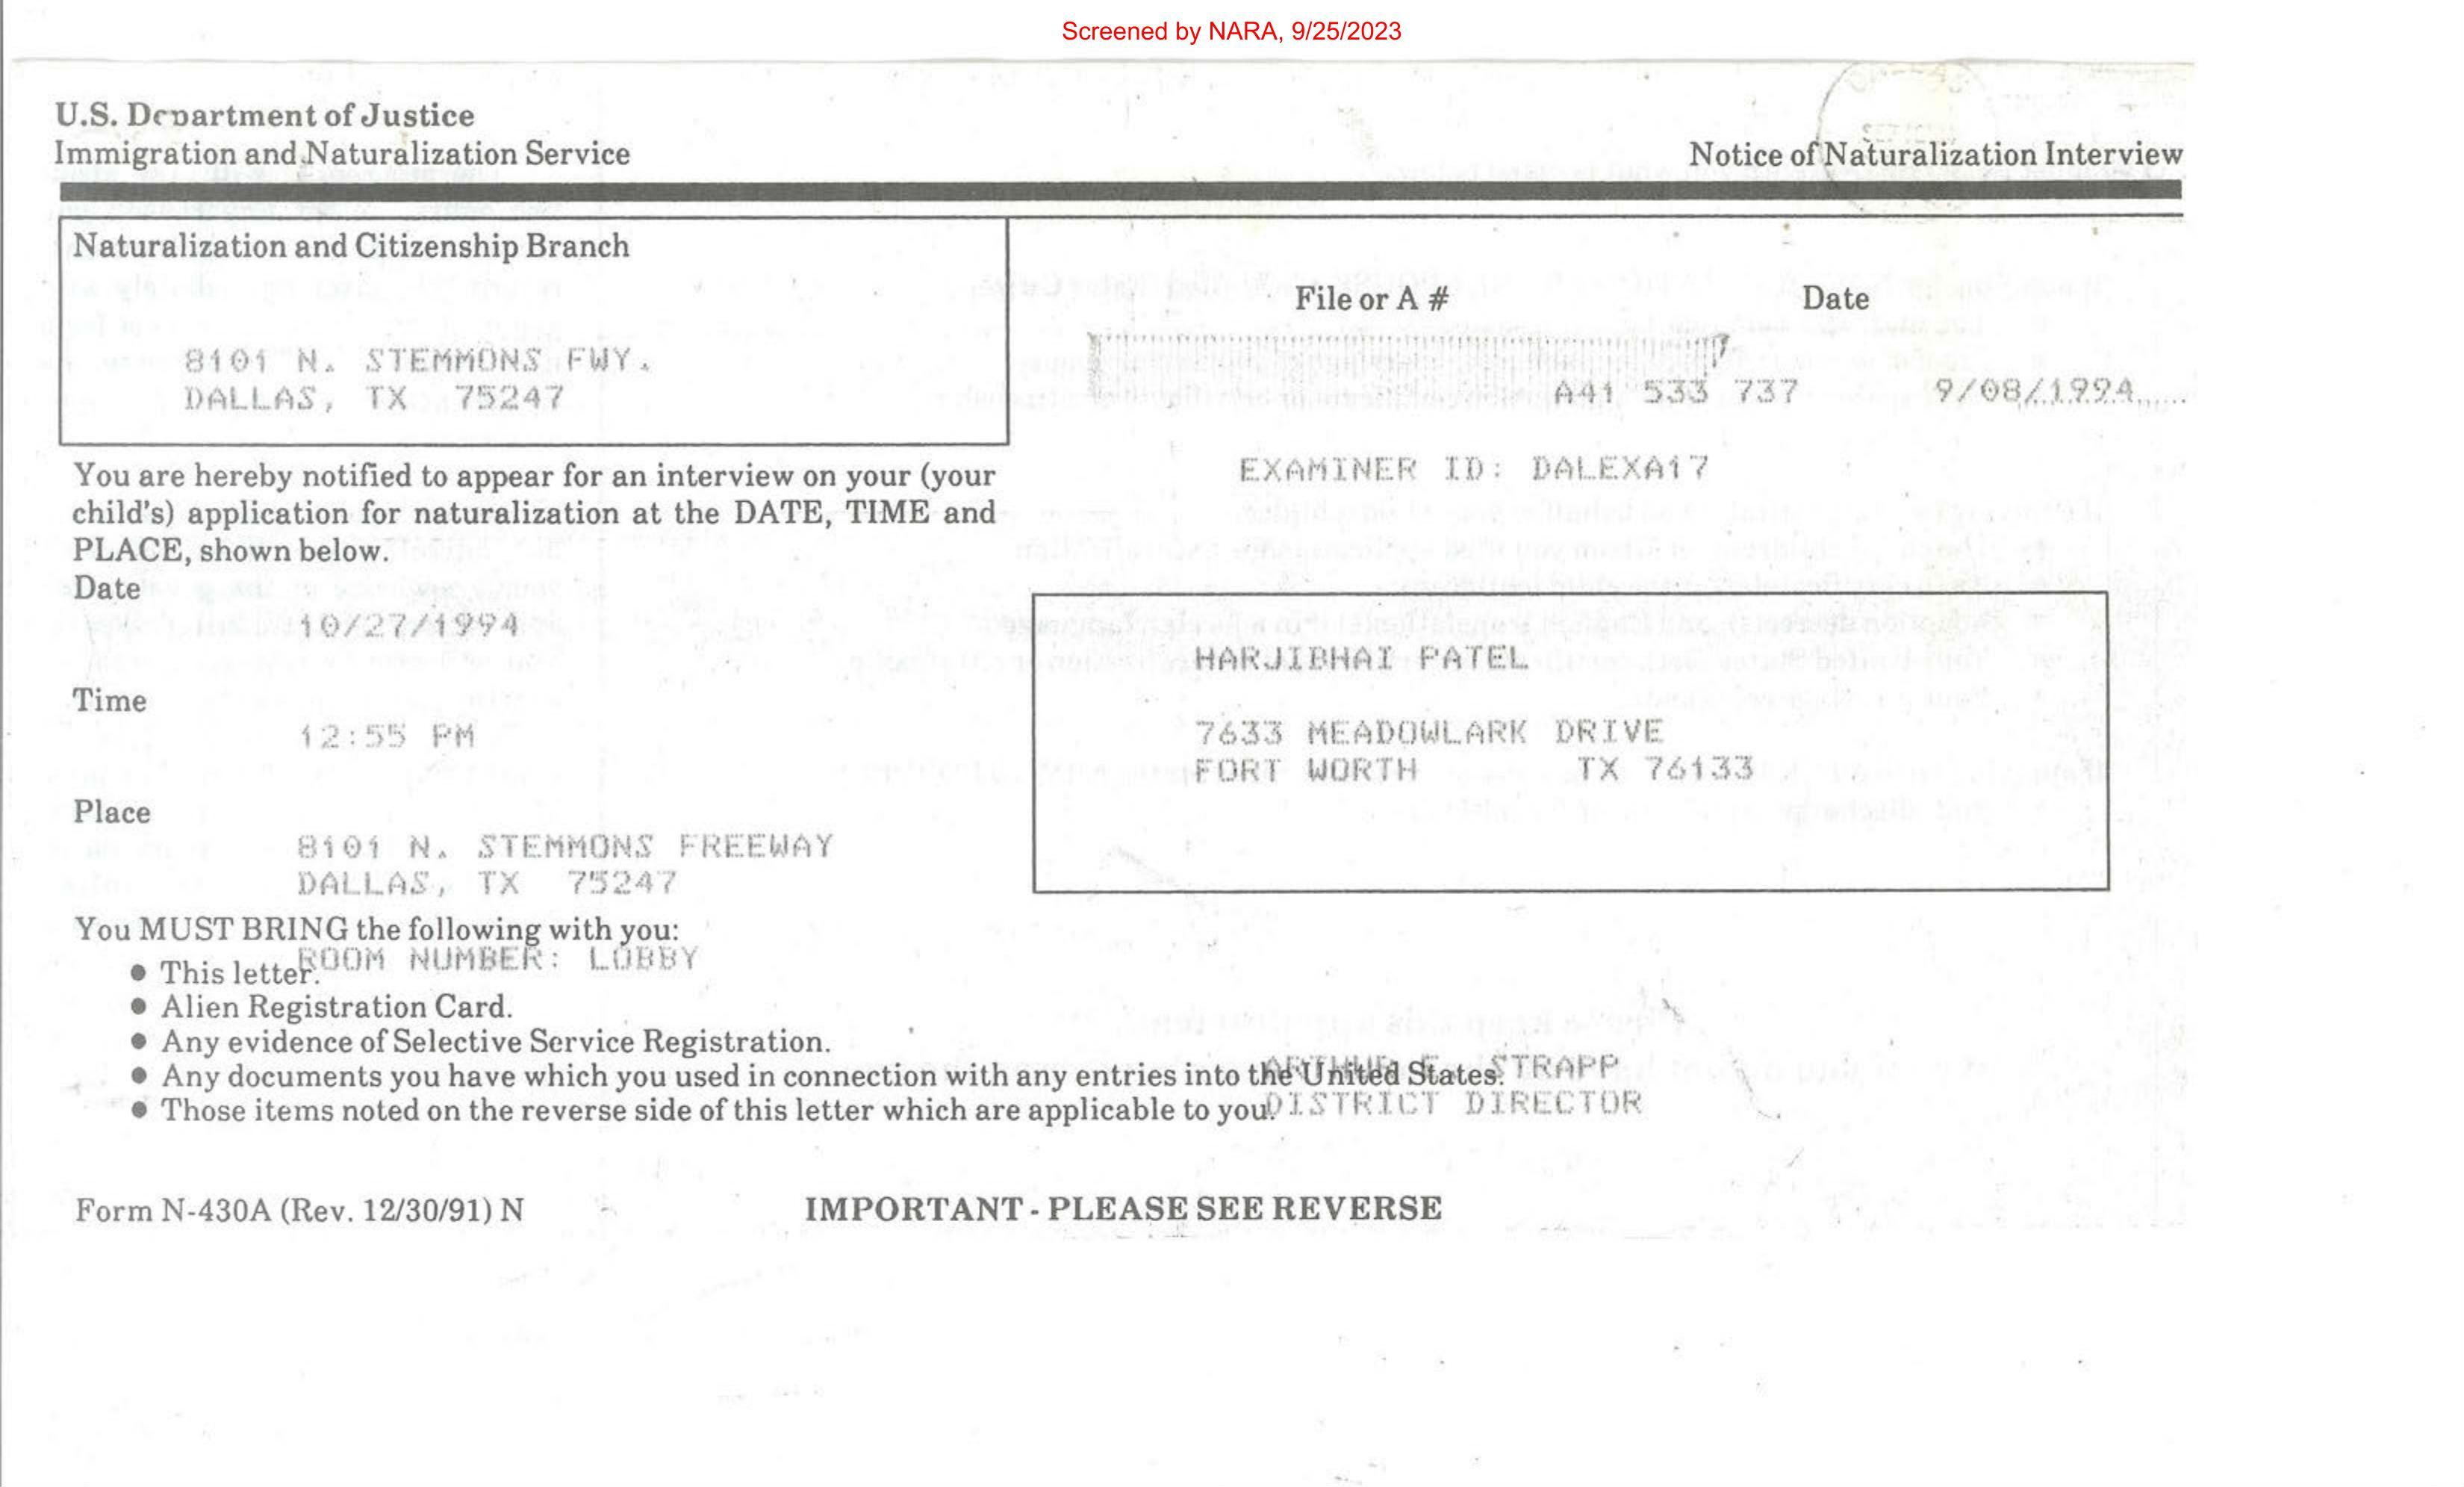 Screened by NARA, 9/25/2023
U.S. Department of Justice
Immigration and Naturalization Service
Notice of Naturalization Interview
Naturalization and Citizenship Branch
8101 N. STEMMONS FWY.
DALLAS, TX 75247
File or A #
Date
A41 533 737
9/08/1994
EXAMINER ID: DALEXA17
You are hereby notified to appear for an interview on your (your
child's) application for naturalization at the DATE, TIME and
PLACE, shown below.
Date
10/27/1994
Time
12:55 PM
Place
8101 N. STEMMONS FREEWAY
DALLAS, TX 75247
HARJIBHAI PATEL
7633 MEADOWLARK DRIVE
FORT WORTH TX 76133
You MUST BRING the following with you:
ROOM NUMBER: LOBBY
● This letter.
● Alien Registration Card.
● Any evidence of Selective Service Registration.
● Any documents you have which you used in connection with any entries into the United States.
ARTHUR E. STRAPP
● Those items noted on the reverse side of this letter which are applicable to you.
DISTRICT DIRECTOR
Form N-430A (Rev. 12/30/91) N
IMPORTANT - PLEASE SEE REVERSE